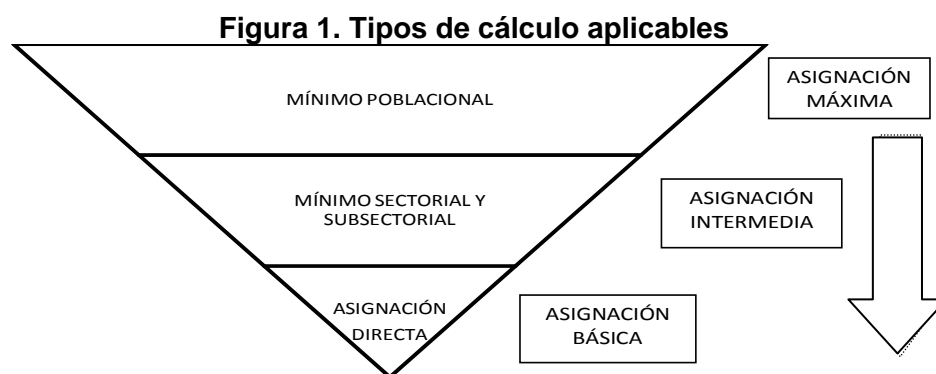 Figura 1. Tipos de cálculo aplicables
MÍNIMO POBLACIONAL
ASIGNACIÓN
MÁXIMA
MÍNIMO SECTORIAL Y
SUBSECTORIAL
ASIGNACIÓN
INTERMEDIA
ASIGNACIÓN
DIRECTA
ASIGNACIÓN
BÁSICA